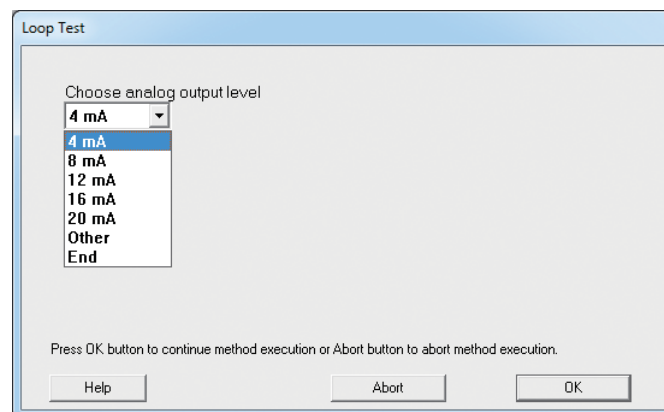 Loop Test
Choose analog output level
4 mA
4 mA
8 mA
12 mA
16 mA
20 mA
Other
End
Press OK button to continue method execution or Abort button to abort method execution.
Help Abort OK